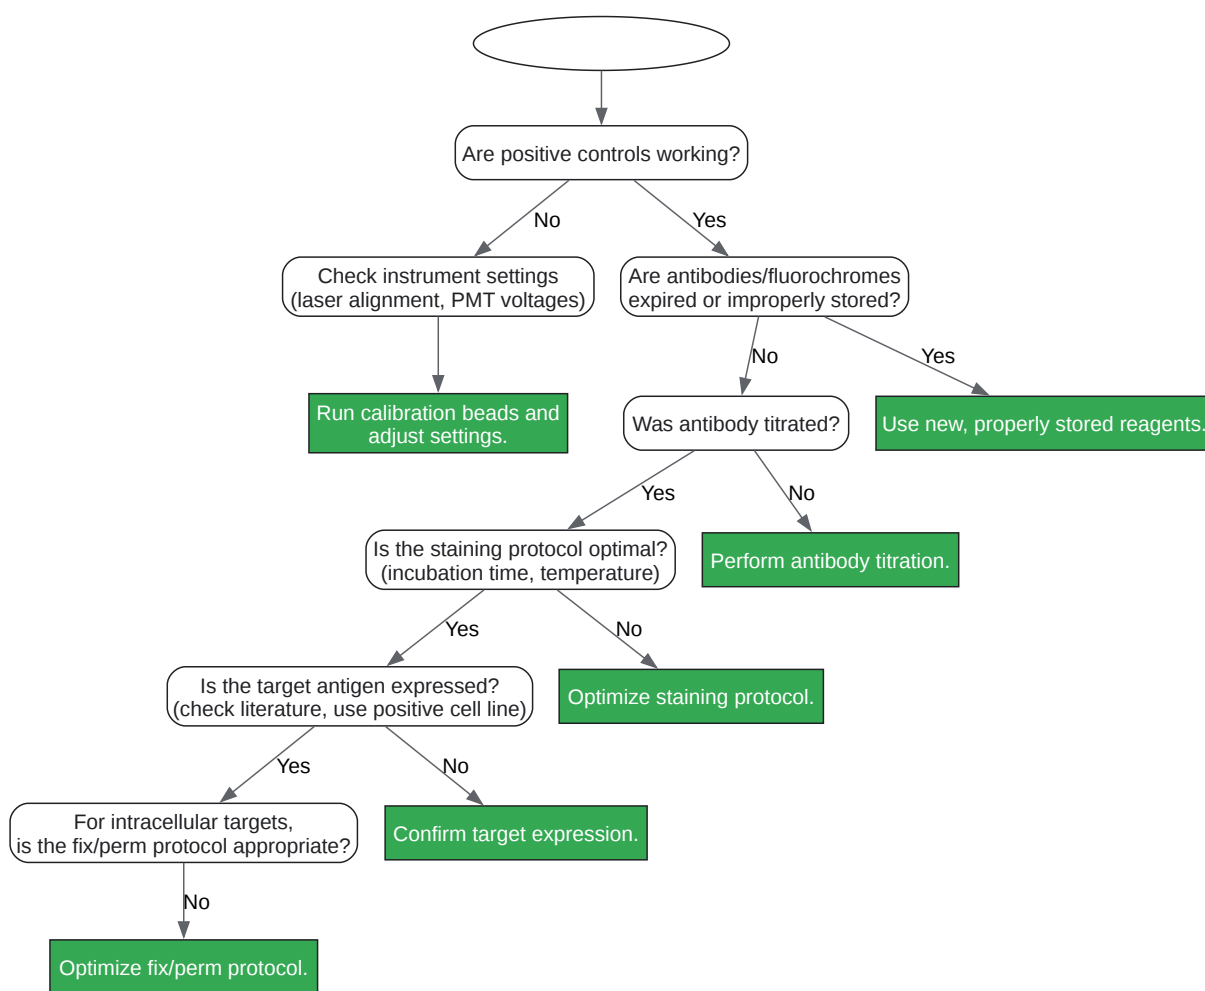 Are positive controls working?
No
Yes
Check instrument settings
(laser alignment, PMT voltages)
Are antibodies/fluorochromes
expired or improperly stored?
No
Yes
Run calibration beads and
adjust settings.
Was antibody titrated?
Use new, properly stored reagents.
Yes
No
Is the staining protocol optimal?
(incubation time, temperature)
Perform antibody titration.
Yes
No
Is the target antigen expressed?
(check literature, use positive cell line)
Optimize staining protocol.
Yes
No
For intracellular targets,
is the fix/perm protocol appropriate?
Confirm target expression.
No
Optimize fix/perm protocol.